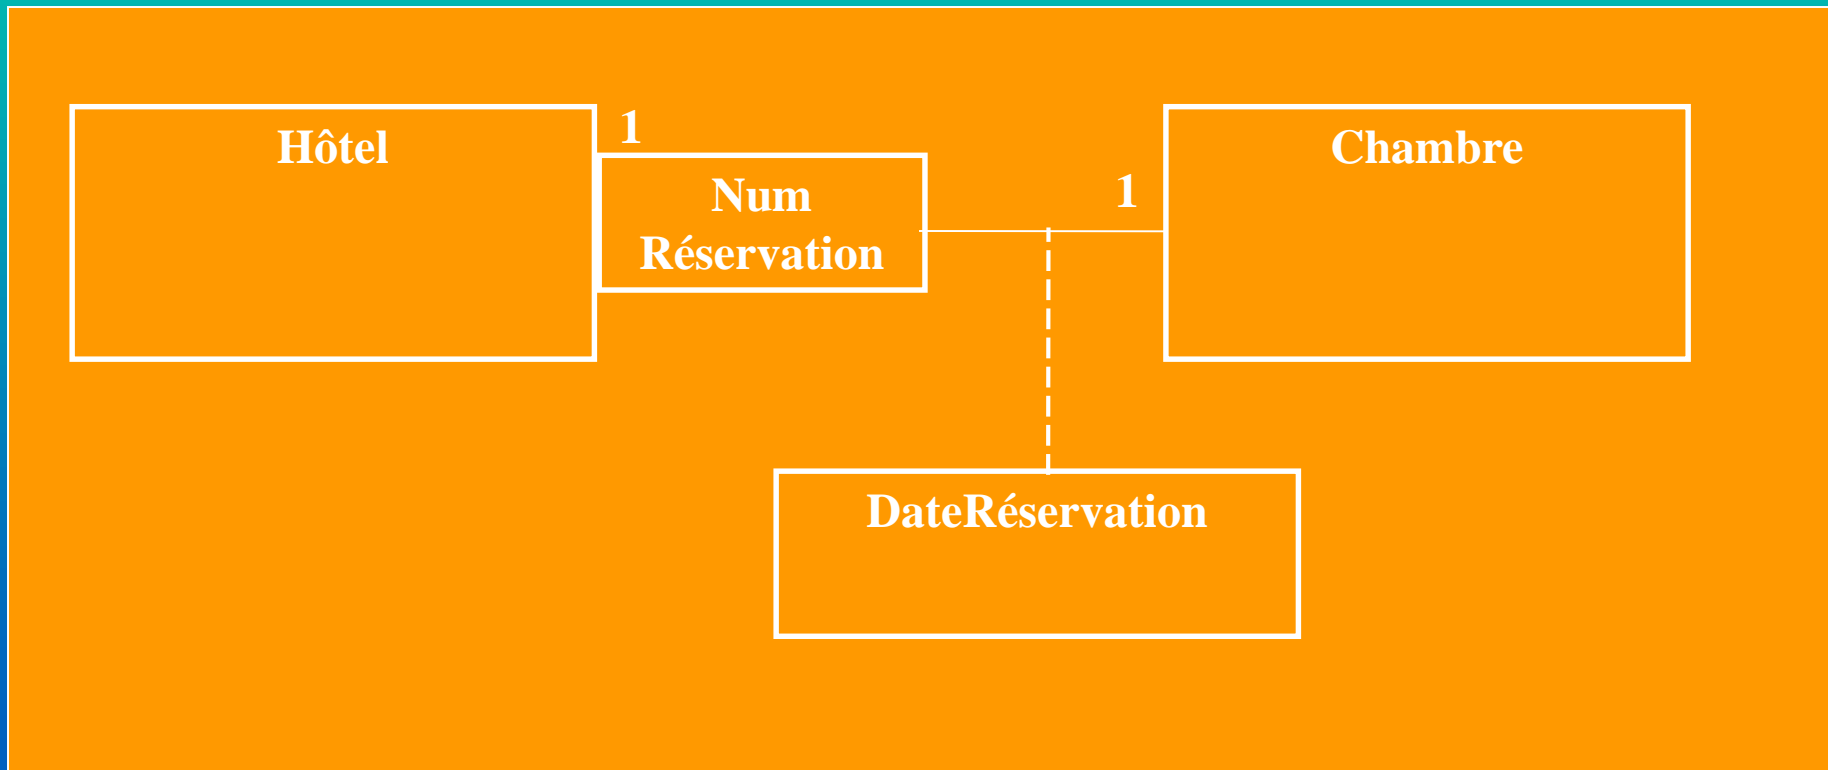 Hôtel
1
Num
Réservation
1
Chambre
DateRéservation